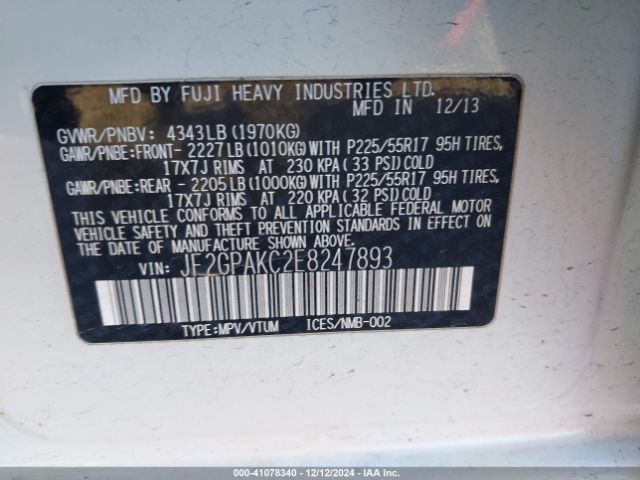 MFD BY FUJI HEAVY INDUSTRIES LTD.
MFD IN 12/13
GVWR/PNBV: 4343LB(1970KG)
GAWR/PNBE:FRONT- 2227LB(1010KG)WITH P225/55R17 95H TIRES,
17X7J RIMS AT 230 KPA( 33 PSI)COLD
GAWR/PNBE:REAR - 2205LB(1000KG)WITH P225/55R17 95H TIRES,
17X7J RIMS AT 220 KPA( 32 PSI)COLD
THIS VEHICLE CONFORMS TO ALL APPLICABLE FEDERAL MOTOR
VEHICLE SAFETY AND BUMPER STANDARDS IN EFFECT ON
THE DATE OF MANUFACTURE SHOWN ABOVE.
VIN: JF2GPAKC2E8247893
TYPE:MPV/VTUM ICES/NMB-002
000-41078340 - 12/12/2024 - IAAI.com